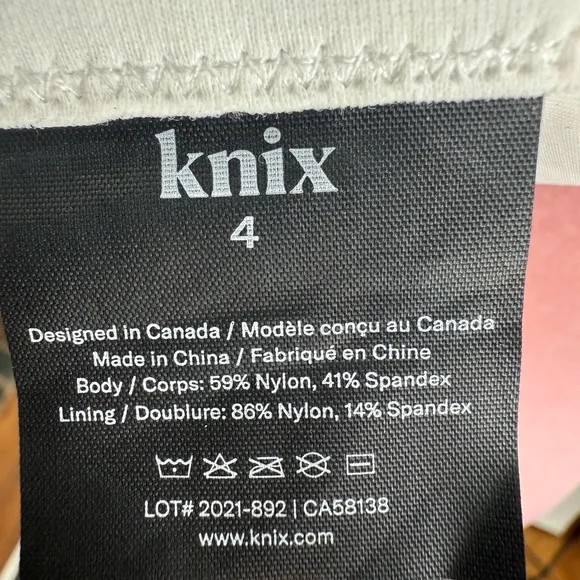 knix
4
Designed in Canada / Modèle conçu au Canada
Made in China / Fabriqué en Chine
Body / Corps: 59% Nylon, 41% Spandex
Lining / Doublure: 86% Nylon, 14% Spandex
LOT# 2021-892 | CA58138
www.knix.com